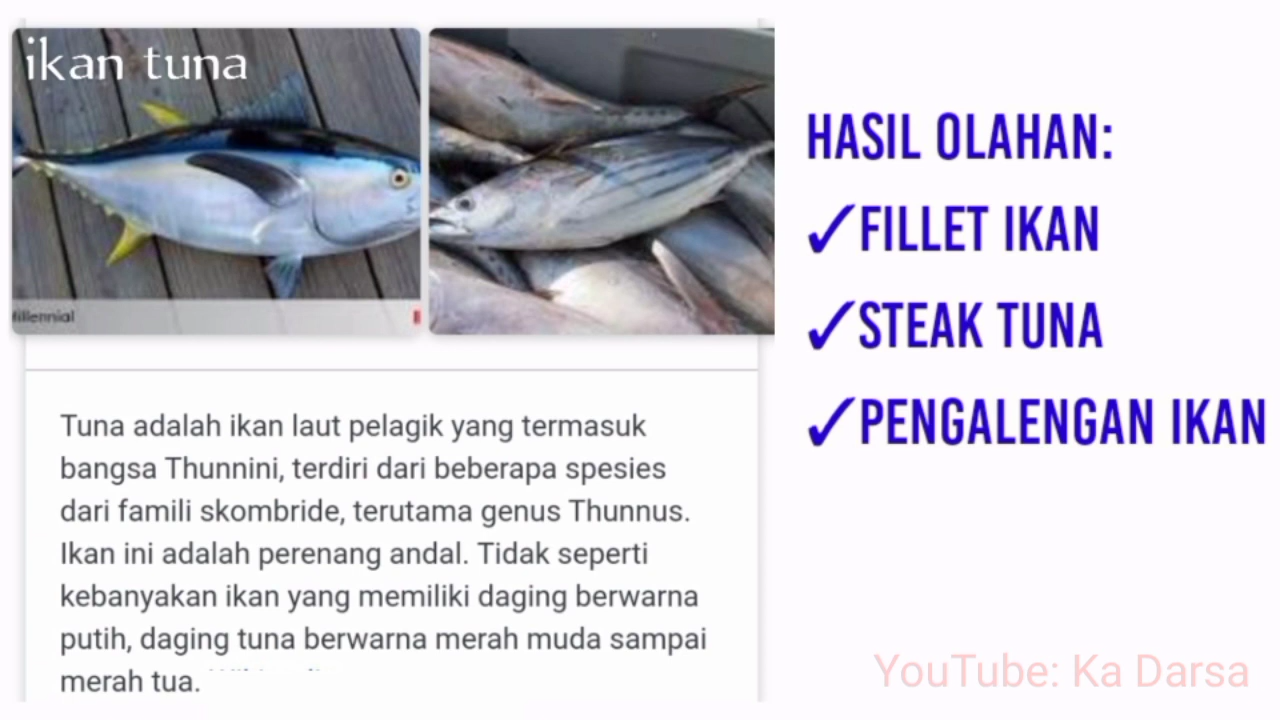 ikan tuna
HASIL OLAHAN:
✓FILLET IKAN
✓STEAK TUNA
✓PENGALENGAN IKAN
Tuna adalah ikan laut pelagik yang termasuk
bangsa Thunnini, terdiri dari beberapa spesies
dari famili skombride, terutama genus Thunnus.
Ikan ini adalah perenang andal. Tidak seperti
kebanyakan ikan yang memiliki daging berwarna
putih, daging tuna berwarna merah muda sampai
merah tua.
YouTube: Ka Darsa